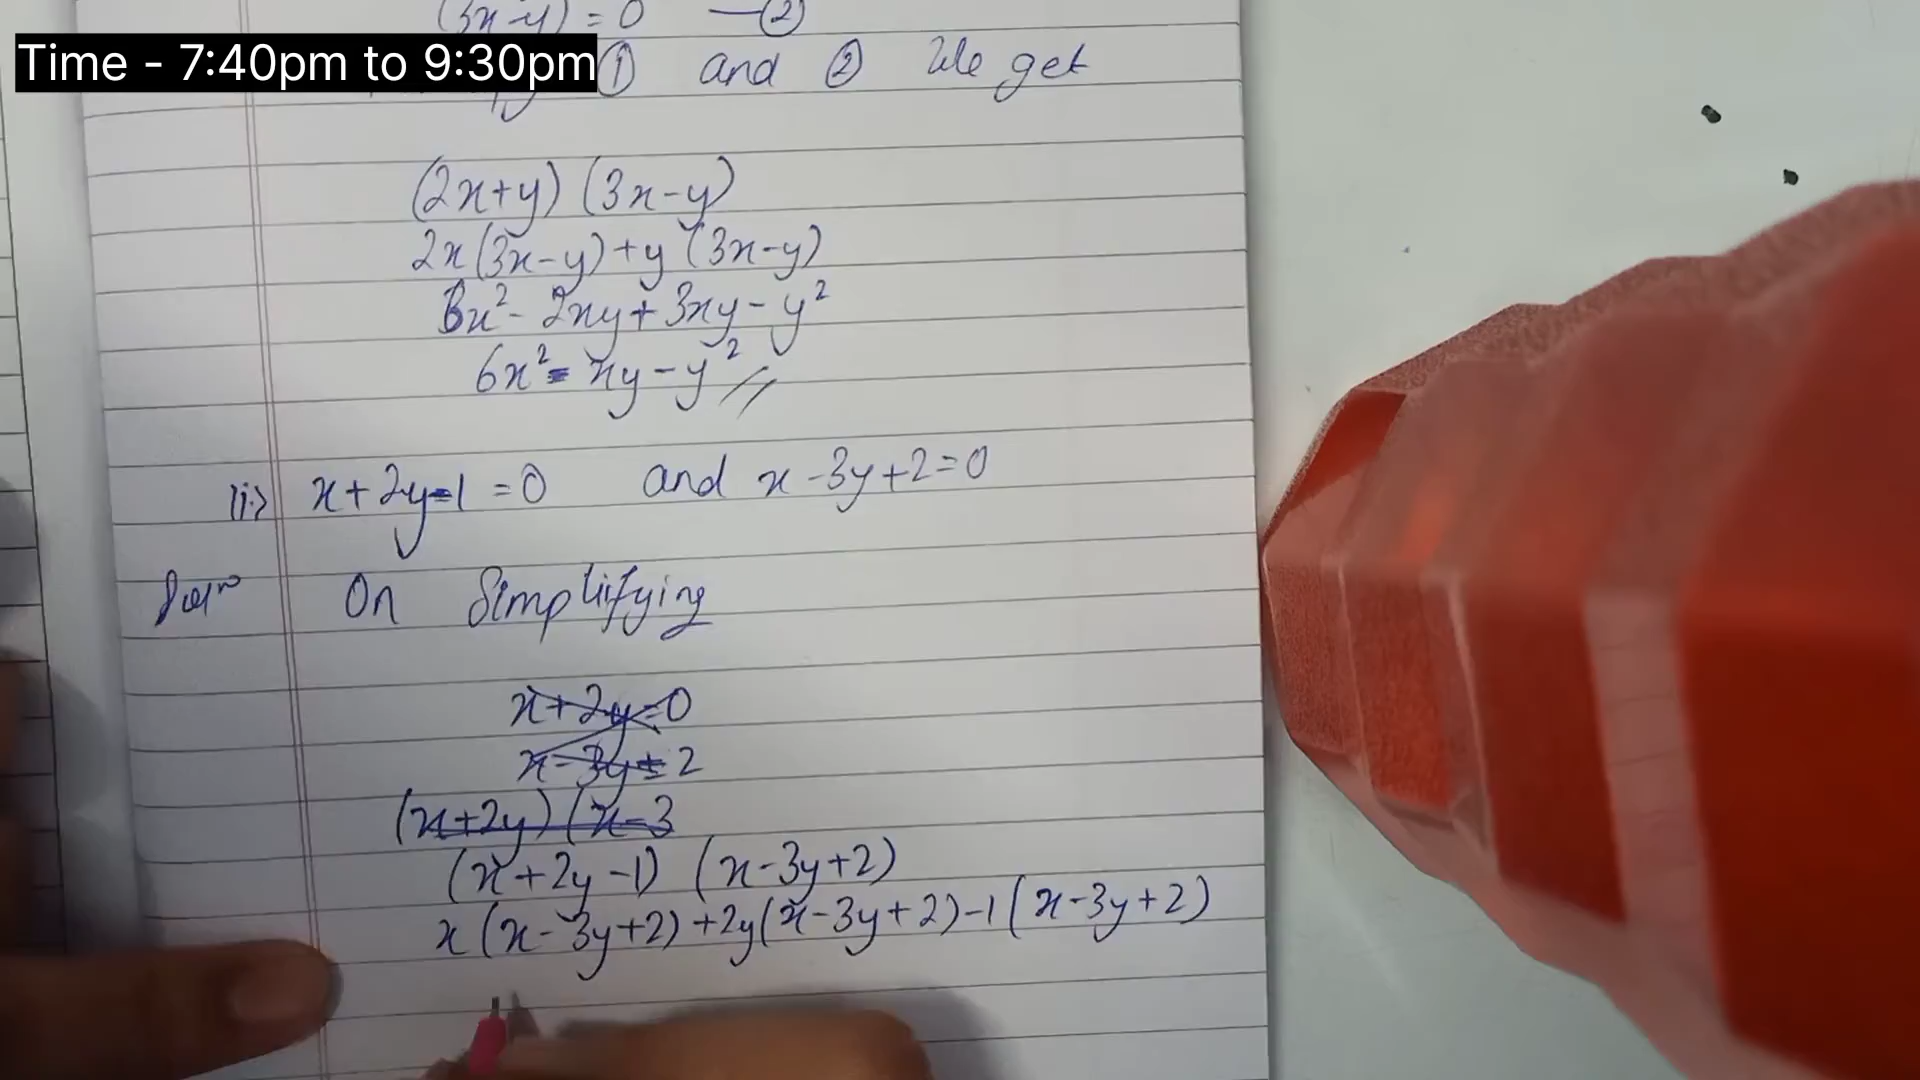 (3x-y) = 0 —②
Time - 7:40pm to 9:30pm
① and ② We get
(2x+y) (3x-y)
2x(3x-y)+y (3x-y)
6x² - 2xy+3xy-y²
6x² = xy-y² //
ii) x+2y=1 = 0 and x-3y+2=0
Solⁿ On Simplifying
x+2y=0
x-3y=2
(x+2y) (x-3
(x+2y-1) (x-3y+2)
x(x-3y+2)+2y(x-3y+2)-1(x-3y+2)